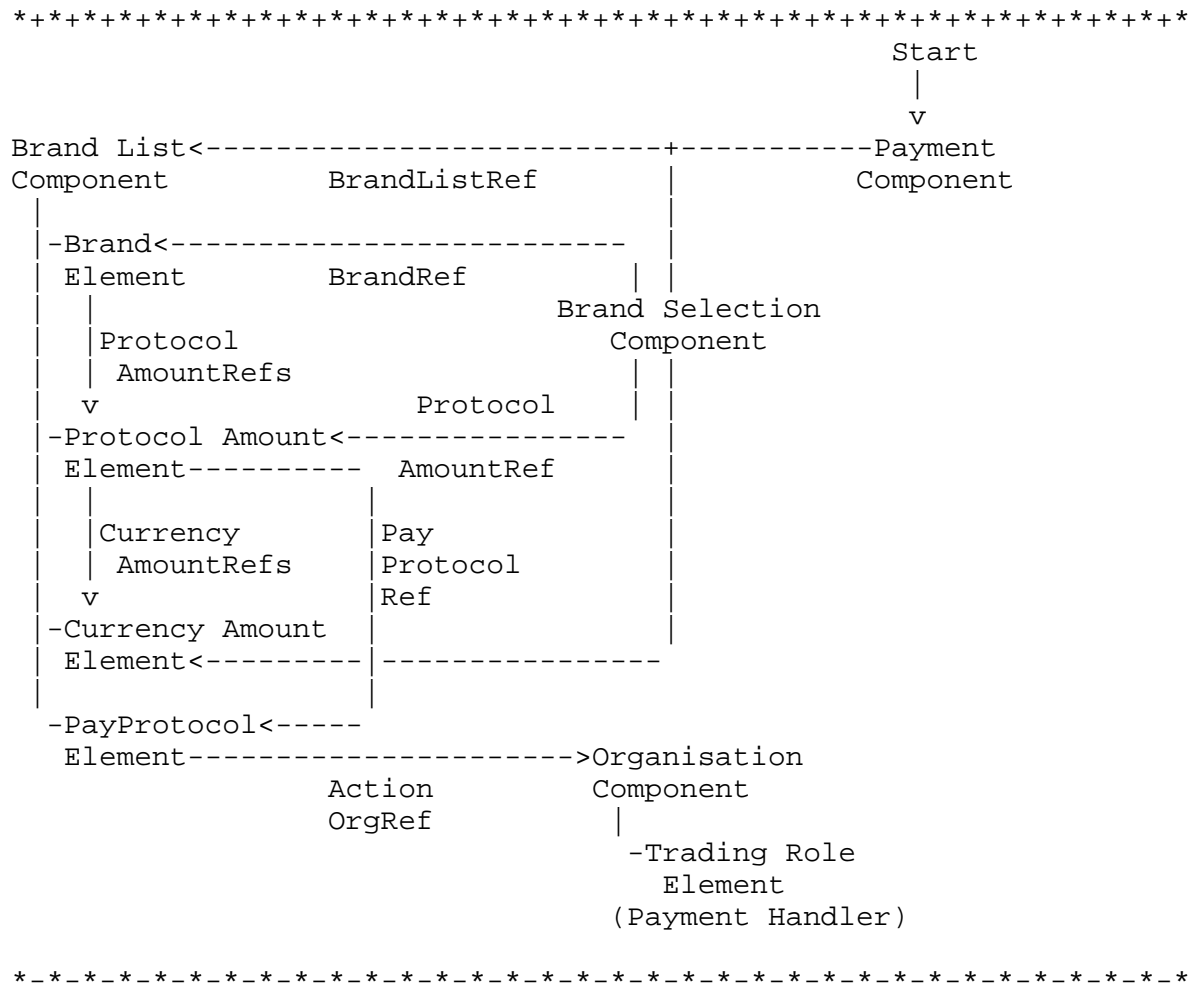 *+*+*+*+*+*+*+*+*+*+*+*+*+*+*+*+*+*+*+*+*+*+*+*+*+*+*+*+*+*+*+*+*+*
                                                  Start
                                                   |
                                                   v
Brand List<--------------------------+-----------Payment
Component         BrandListRef       |          Component
 |                                   |
 |-Brand<--------------------------  |
 | Element        BrandRef         | |
 |  |                          Brand Selection
 |  |Protocol                     Component
 |  | AmountRefs                   | |
 |  v                  Protocol    | |
 |-Protocol Amount<----------------  |
 | Element----------  AmountRef      |
 |  |               |                |
 |  |Currency       |Pay             |
 |  | AmountRefs    |Protocol        |
 |  v               |Ref             |
 |-Currency Amount  |                |
 | Element<---------|----------------
 |                  |
  -PayProtocol<-----
   Element---------------------->Organisation
                  Action         Component
                  OrgRef          |
                                   -Trading Role
                                     Element
                                  (Payment Handler)
*-*-*-*-*-*-*-*-*-*-*-*-*-*-*-*-*-*-*-*-*-*-*-*-*-*-*-*-*-*-*-*-*-*